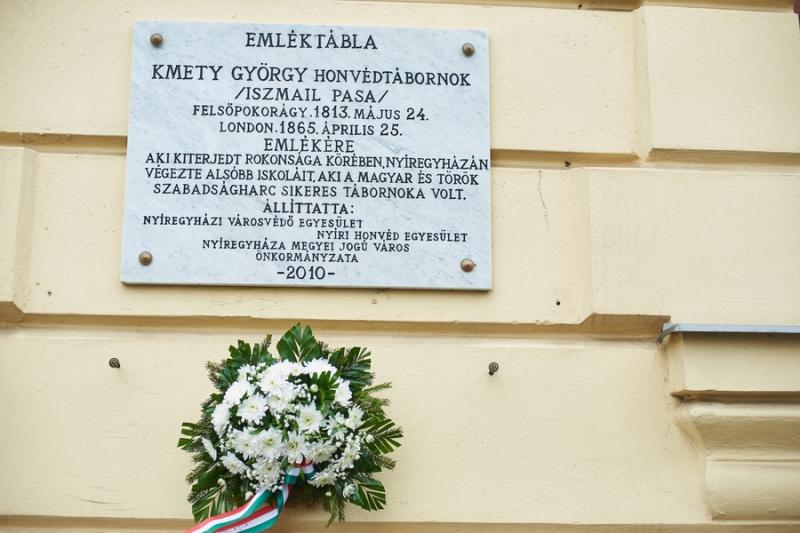 EMLÉKTÁBLA
KMETY GYÖRGY HONVÉDTÁBORNOK
/ISZMAIL PASA/
FELSŐPOKORÁGY.1813.MÁJUS 24.
LONDON.1865.ÁPRILIS 25.
EMLÉKÉRE
AKI KITERJEDT ROKONSÁGA KÖRÉBEN,NYÍREGYHÁZÁN
VÉGEZTE ALSÓBB ISKOLÁIT,AKI A MAGYAR ÉS TÖRÖK
SZABADSÁGHARC SIKERES TÁBORNOKA VOLT.
ÁLLÍTTATTA:
NYÍREGYHÁZI VÁROSVÉDŐ EGYESÜLET
NYÍRI HONVÉD EGYESÜLET
NYÍREGYHÁZA MEGYEI JOGÚ VÁROS
ÖNKORMÁNYZATA
-2010-